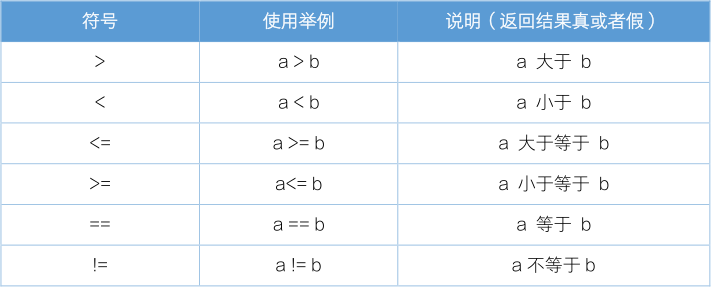 符号 使用举例 说明（返回结果真或者假）
> a > b a 大于 b
< a < b a 小于 b
<= a >= b a 大于等于 b
>= a<= b a 小于等于 b
== a == b a 等于 b
!= a != b a 不等于 b